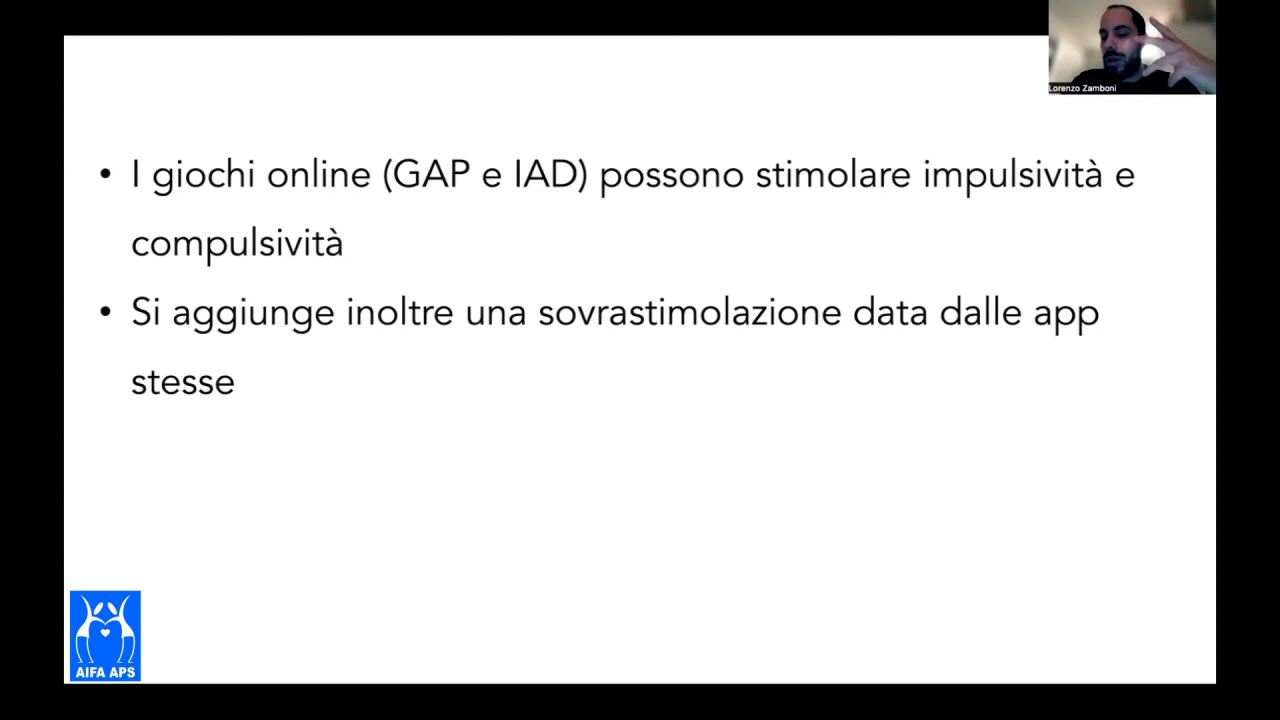 Lorenzo Zamboni
• I giochi online (GAP e IAD) possono stimolare impulsività e
compulsività
• Si aggiunge inoltre una sovrastimolazione data dalle app
stesse
AIFA APS